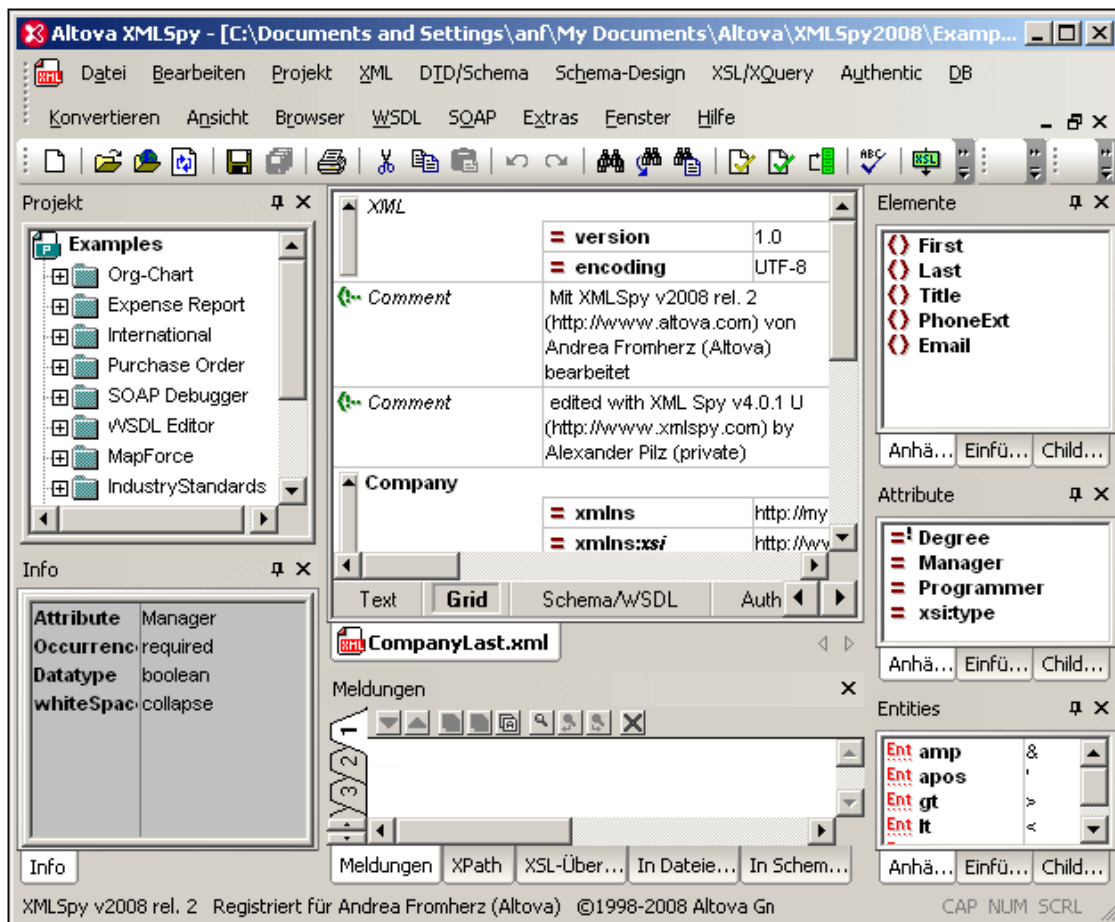 Altova XMLSpy - [C:\Documents and Settings\anf\My Documents\Altova\XMLSpy2008\Examp...
Datei Bearbeiten Projekt XML DTD/Schema Schema-Design XSL/XQuery Authentic DB
Konvertieren Ansicht Browser WSDL SOAP Extras Fenster Hilfe
Projekt
Examples
Org-Chart
Expense Report
International
Purchase Order
SOAP Debugger
WSDL Editor
MapForce
IndustryStandards
Info
Attribute Manager
Occurrenc required
Datatype boolean
whiteSpac collapse
Info
XML
version 1.0
encoding UTF-8
Comment Mit XMLSpy v2008 rel. 2
(http://www.altova.com) von
Andrea Fromherz (Altova)
bearbeitet
Comment edited with XML Spy v4.0.1 U
(http://www.xmlspy.com) by
Alexander Pilz (private)
Company
xmlns http://my
xmlns:xsi http://wv
Text Grid Schema/WSDL Auth
CompanyLast.xml
Meldungen
1
2
3
Meldungen XPath XSL-Über... In Dateie... In Schem...
Elemente
First
Last
Title
PhoneExt
Email
Anhä... Einfü... Child...
Attribute
Degree
Manager
Programmer
xsi:type
Anhä... Einfü... Child...
Entities
Ent amp &
Ent apos '
Ent gt >
Ent lt <
Anhä... Einfü... Child...
XMLSpy v2008 rel. 2 Registriert für Andrea Fromherz (Altova) ©1998-2008 Altova Gn CAP NUM SCRL